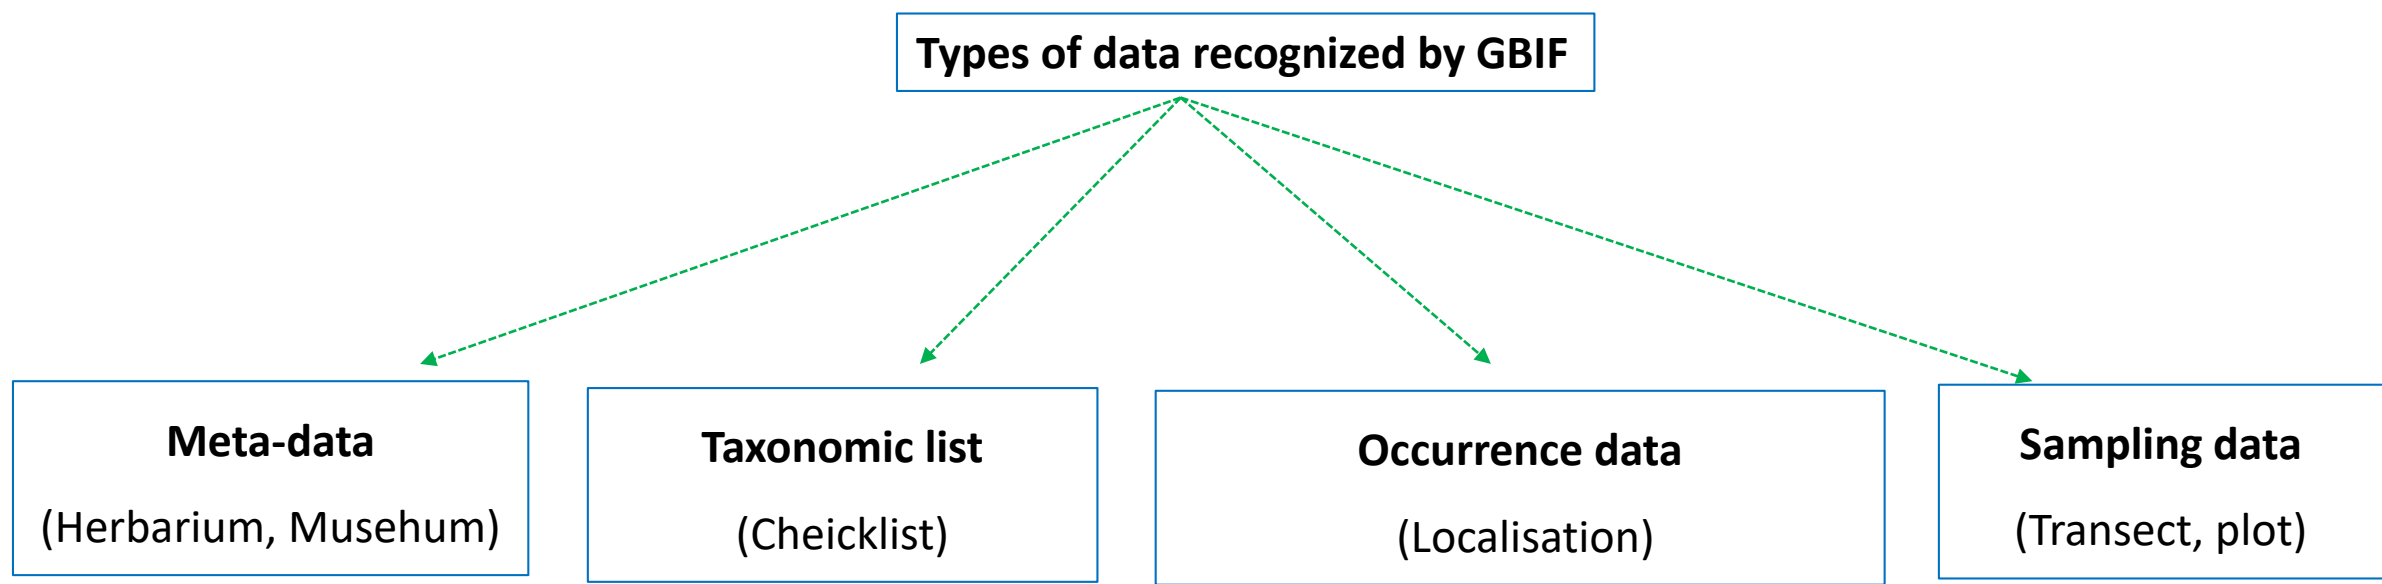 Types of data recognized by GBIF
Meta-data
(Herbarium, Musehum)
Taxonomic list
(Cheicklist)
Occurrence data
(Localisation)
Sampling data
(Transect, plot)